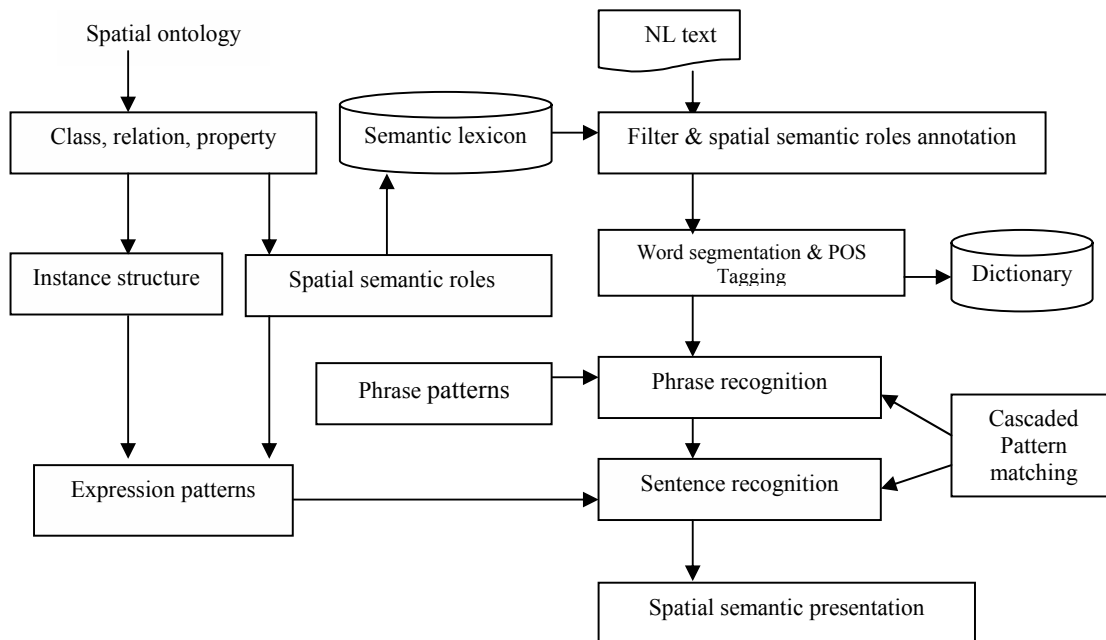 Spatial ontology
NL text
Class, relation, property
Semantic lexicon
Filter & spatial semantic roles annotation
Instance structure
Spatial semantic roles
Word segmentation & POS
Tagging
Dictionary
Phrase patterns
Phrase recognition
Cascaded
Pattern
matching
Expression patterns
Sentence recognition
Spatial semantic presentation